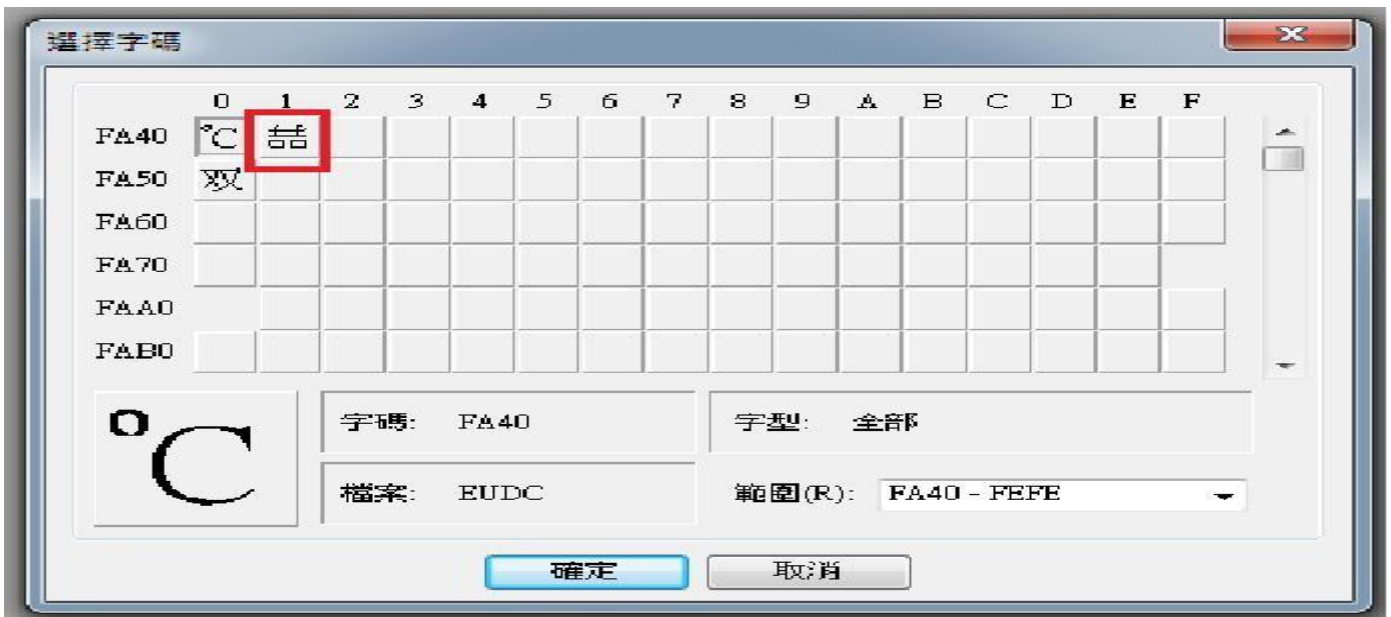 選擇字碼
0 1 2 3 4 5 6 7 8 9 A B C D E F
FA40 ℃ 喆
FA50 双
FA60
FA70
FAA0
FAB0
℃
字碼: FA40 字型: 全部
檔案: EUDC 範圍(R): FA40 - FEFE
確定 取消